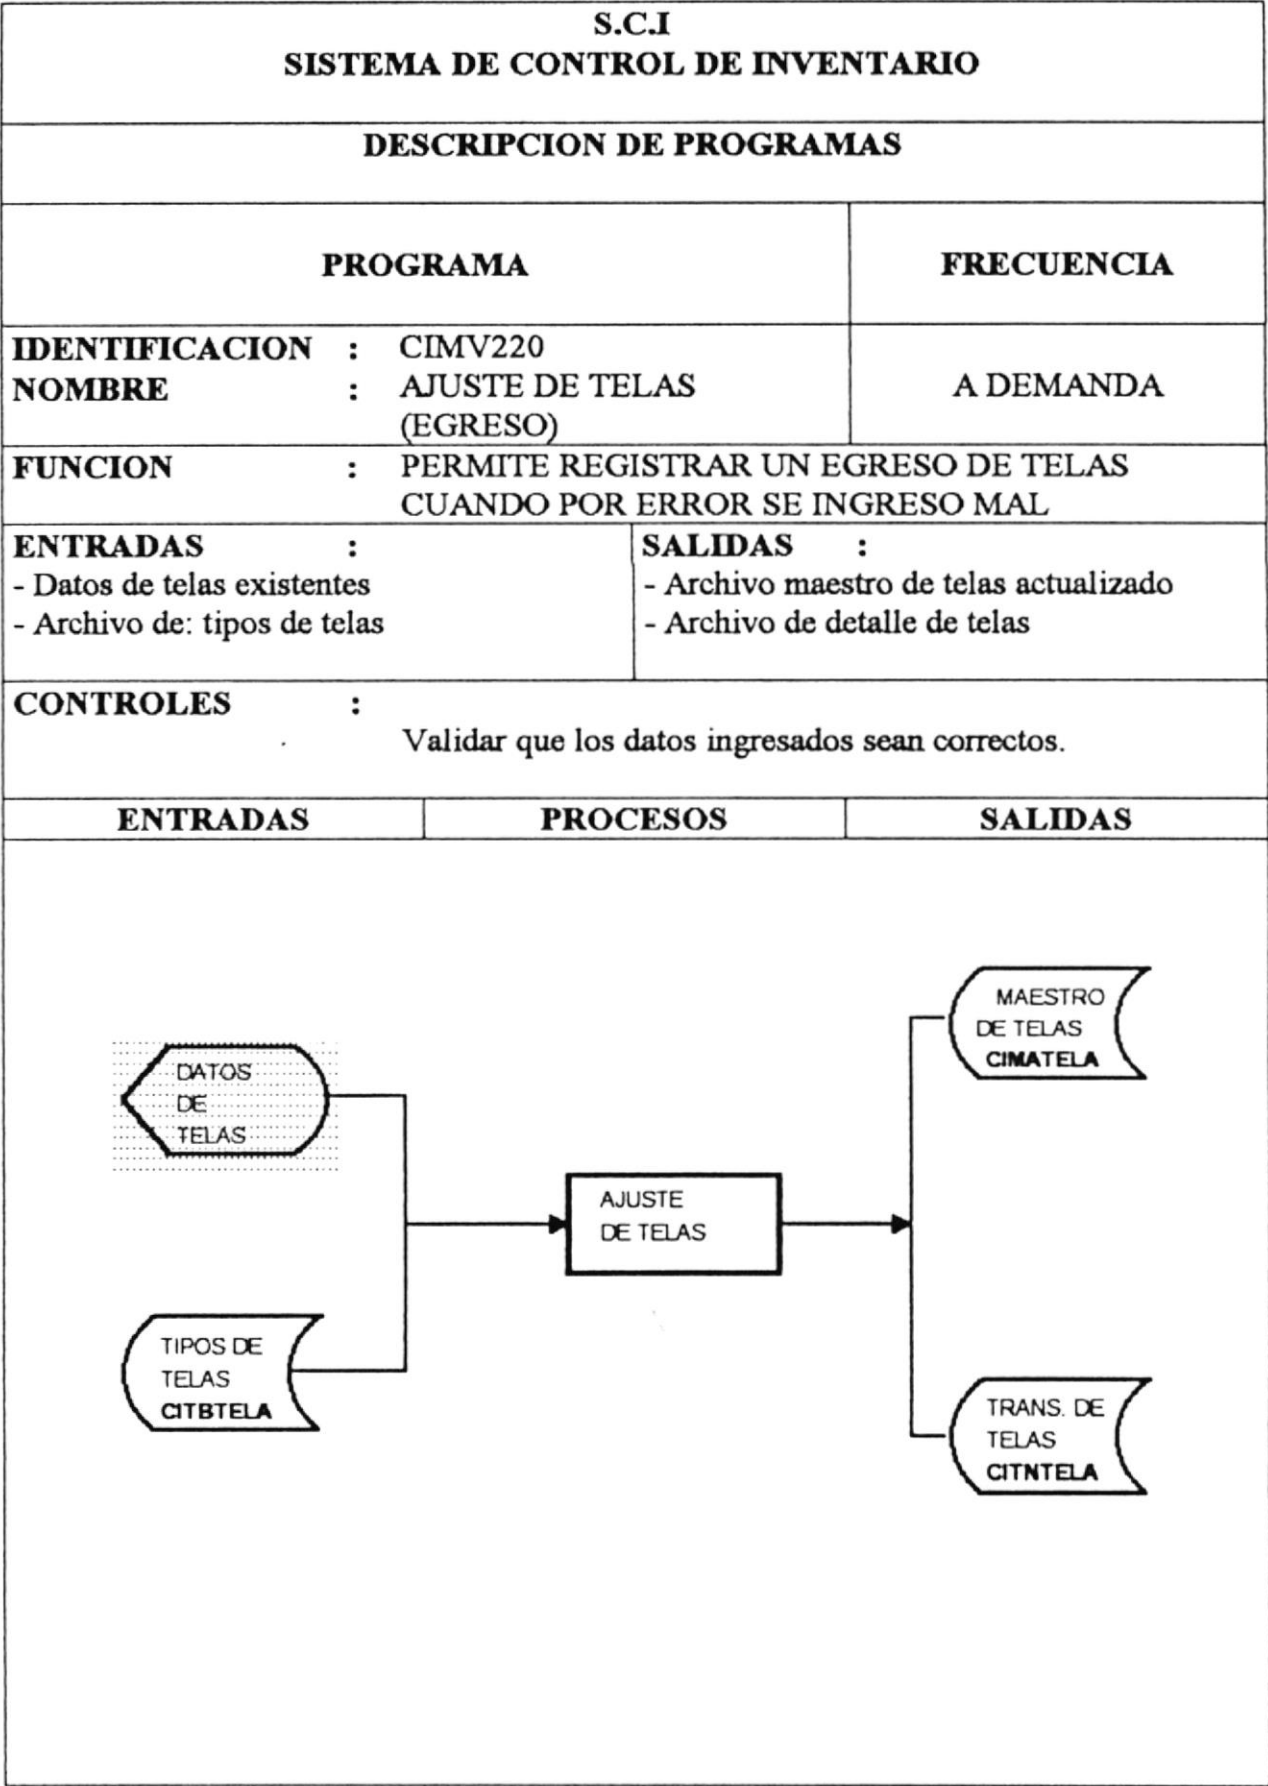 S.C.I
SISTEMA DE CONTROL DE INVENTARIO
DESCRIPCION DE PROGRAMAS
PROGRAMA
FRECUENCIA
IDENTIFICACION : CIMV220
NOMBRE : AJUSTE DE TELAS
(EGRESO)
A DEMANDA
FUNCION : PERMITE REGISTRAR UN EGRESO DE TELAS
CUANDO POR ERROR SE INGRESO MAL
ENTRADAS :
- Datos de telas existentes
- Archivo de: tipos de telas
SALIDAS :
- Archivo maestro de telas actualizado
- Archivo de detalle de telas
CONTROLES :
Validar que los datos ingresados sean correctos.
ENTRADAS
PROCESOS
SALIDAS
DATOS
DE
TELAS
TIPOS DE
TELAS
CITBTELA
AJUSTE
DE TELAS
MAESTRO
DE TELAS
CIMATELA
TRANS. DE
TELAS
CITNTELA